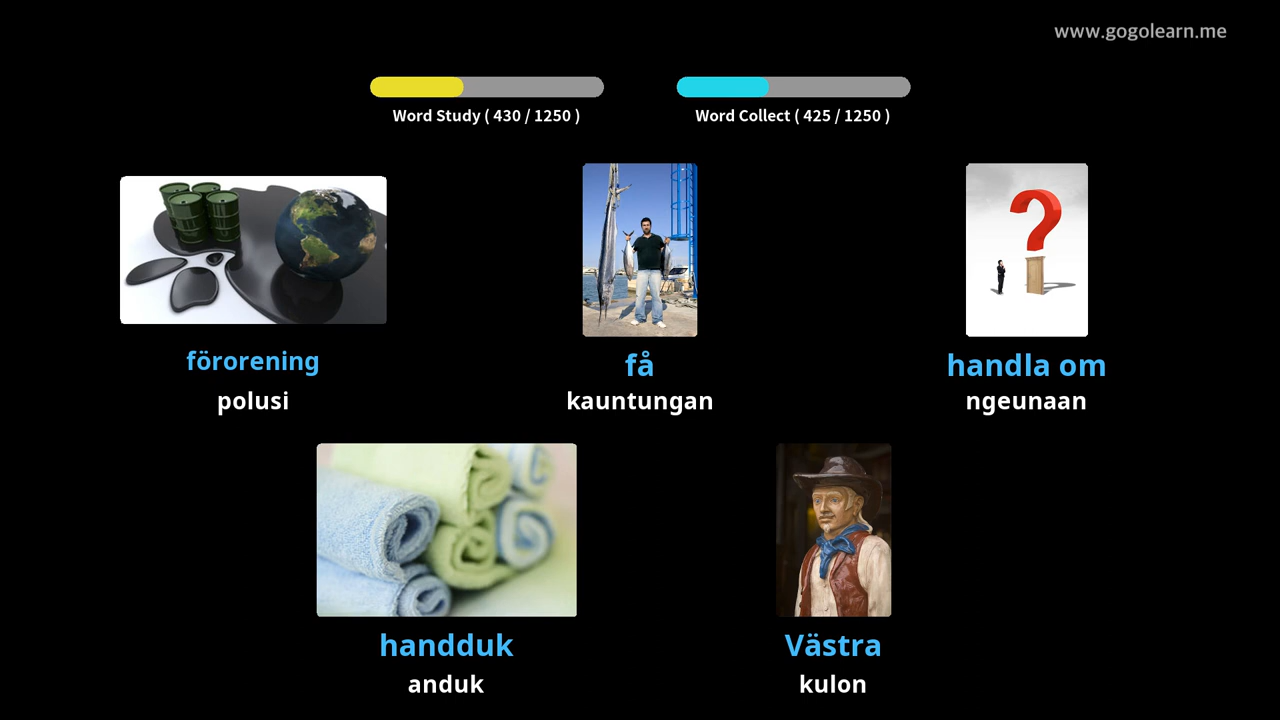 www.gogolearn.me
Word Study ( 430 / 1250 )
Word Collect ( 425 / 1250 )
förorening
polusi
få
kauntungan
handla om
ngeunaan
handduk
anduk
Västra
kulon